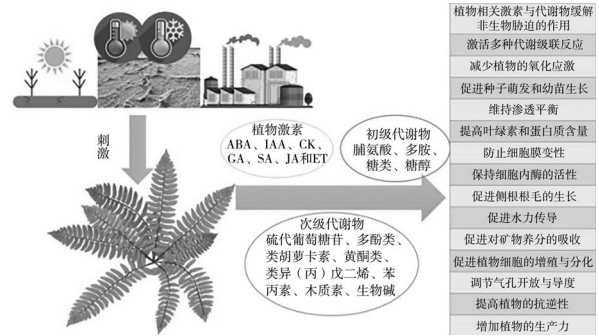 刺激
植物激素
ABA、IAA、CK、
GA、SA、JA和ET
初级代谢物
脯氨酸、多胺、
糖类、糖醇
次级代谢物
硫代葡萄糖苷、多酚类、
类胡萝卜素、黄酮类、
类异（丙）戊二烯、苯
丙素、木质素、生物碱
植物相关激素与代谢物缓解
非生物胁迫的作用
激活多种代谢级联反应
减少植物的氧化应激
促进种子萌发和幼苗生长
维持渗透平衡
提高叶绿素和蛋白质含量
防止细胞膜变性
保持细胞内酶的活性
促进侧根根毛的生长
促进水力传导
促进对矿物养分的吸收
促进植物细胞的增殖与分化
调节气孔开放与导度
提高植物的抗逆性
增加植物的生产力